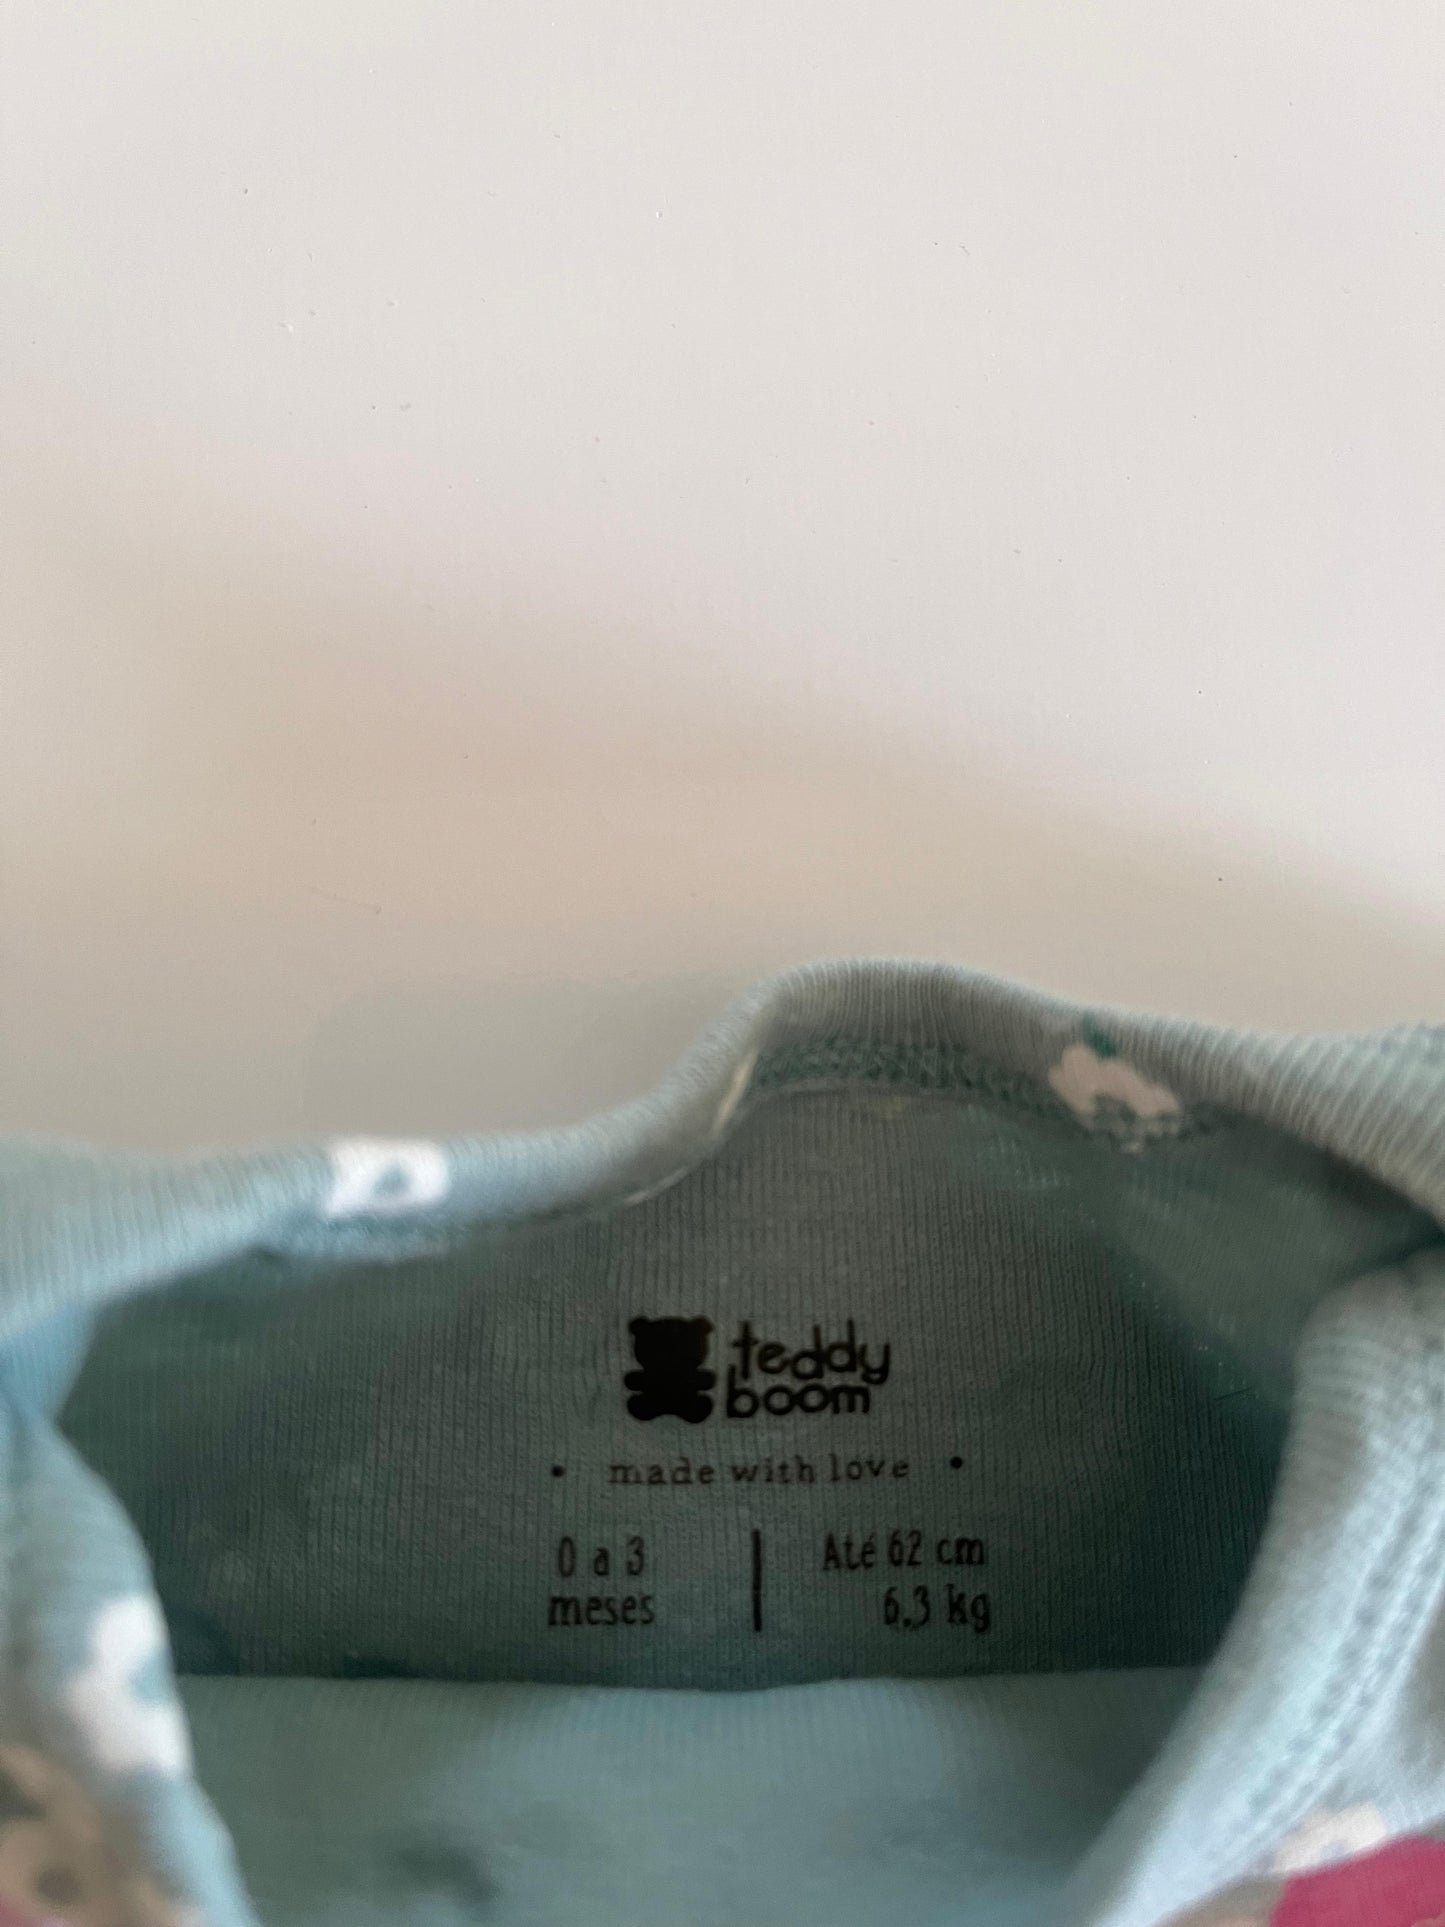 teddy
boom
• made with love •
0 a 3
meses
Até 62 cm
6,3 kg